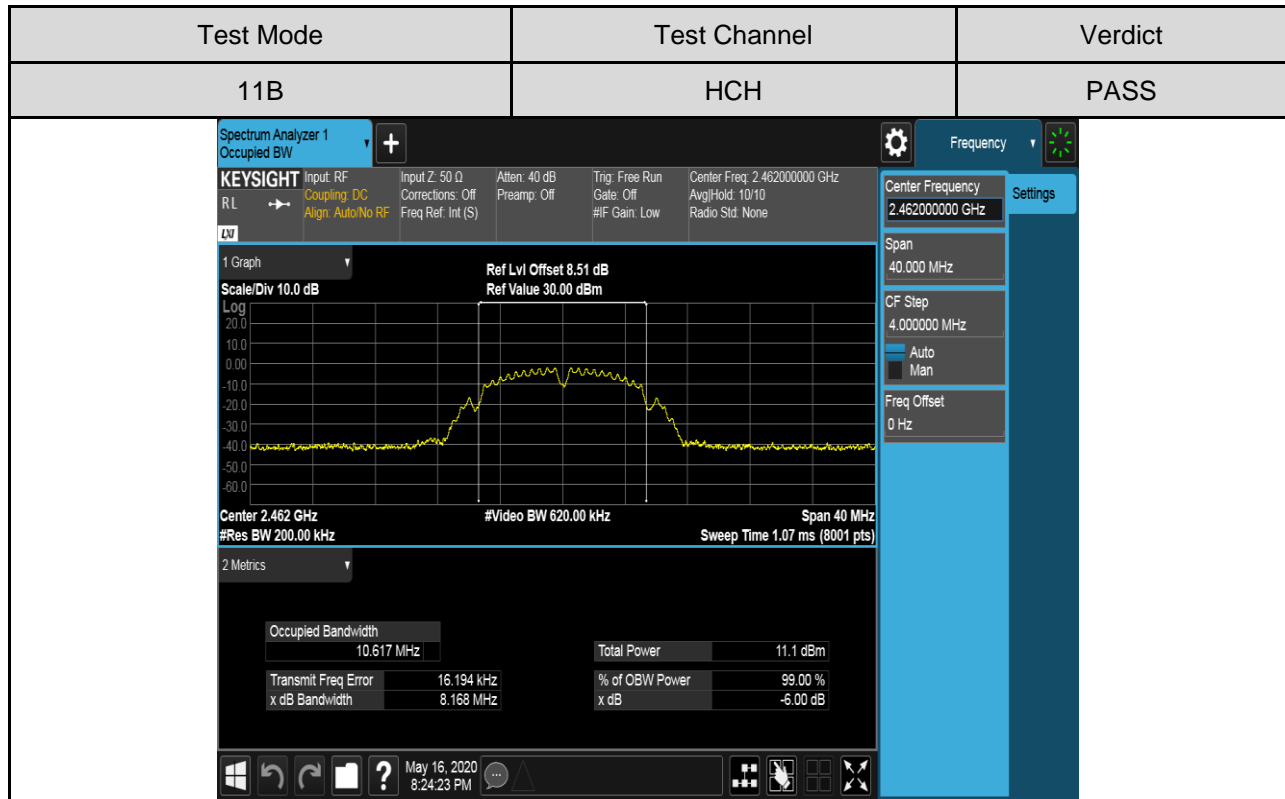 Test Mode Test Channel Verdict
11B HCH PASS
Spectrum Analyzer 1
Occupied BW
+
Frequency
KEYSIGHT Input: RF Input Z: 50 Ω Atten: 40 dB Trig: Free Run Center Freq: 2.462000000 GHz
RL Coupling: DC Corrections: Off Preamp: Off Gate: Off Avg|Hold: 10/10
Align: Auto/No RF Freq Ref: Int (S) #IF Gain: Low Radio Std: None
LXI
Center Frequency
2.462000000 GHz
Settings
Span
40.000 MHz
CF Step
4.000000 MHz
Auto
Man
Freq Offset
0 Hz
1 Graph
Ref Lvl Offset 8.51 dB
Scale/Div 10.0 dB Ref Value 30.00 dBm
Log
20.0
10.0
0.00
-10.0
-20.0
-30.0
-40.0
-50.0
-60.0
Center 2.462 GHz #Video BW 620.00 kHz Span 40 MHz
#Res BW 200.00 kHz Sweep Time 1.07 ms (8001 pts)
2 Metrics
Occupied Bandwidth
10.617 MHz Total Power 11.1 dBm
Transmit Freq Error 16.194 kHz % of OBW Power 99.00 %
x dB Bandwidth 8.168 MHz x dB -6.00 dB
? May 16, 2020
8:24:23 PM